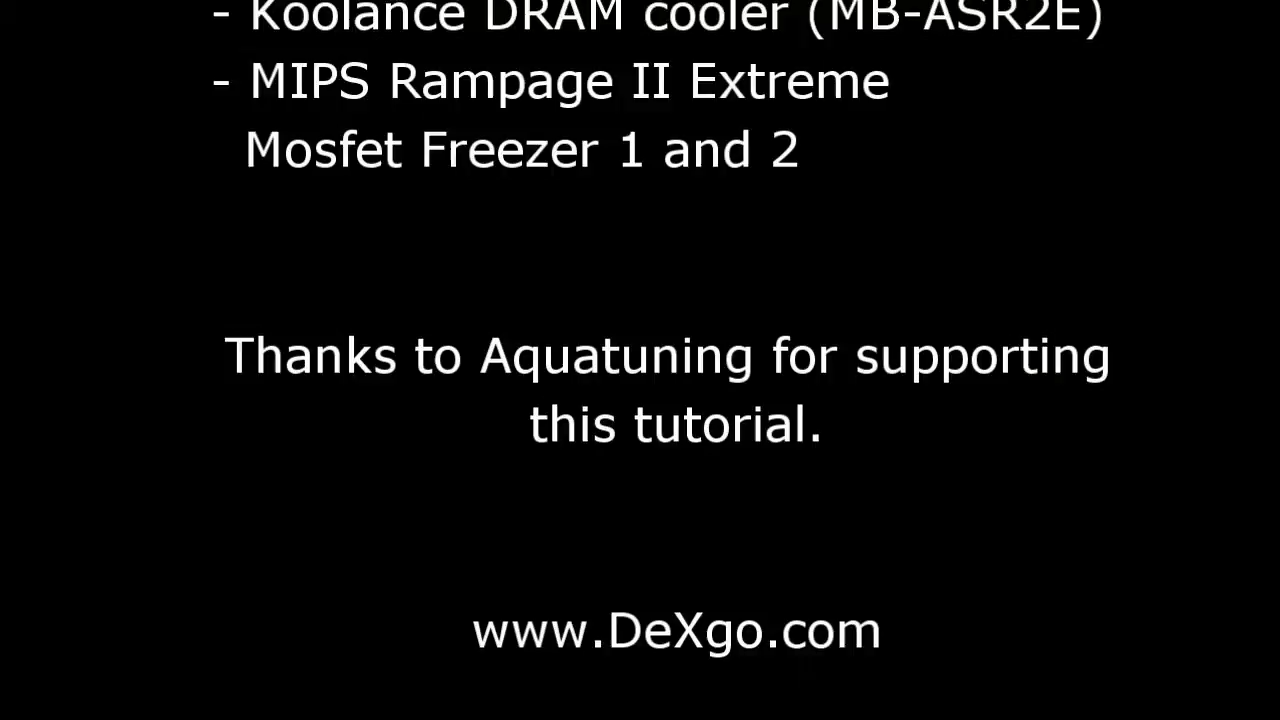 - Koolance DRAM cooler (MB-ASR2E)
- MIPS Rampage II Extreme
Mosfet Freezer 1 and 2
Thanks to Aquatuning for supporting
this tutorial.
www.DeXgo.com